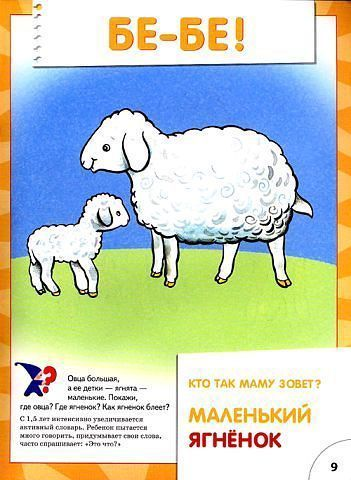 БЕ-БЕ!
Овца большая,
а ее детки — ягнята —
маленькие. Покажи,
где овца? Где ягненок? Как ягненок блеет?
С 1,5 лет интенсивно увеличивается
активный словарь. Ребенок пытается
много говорить, придумывает свои слова,
часто спрашивает: «Это что?»
КТО ТАК МАМУ ЗОВЕТ?
МАЛЕНЬКИЙ
ЯГНЁНОК
9